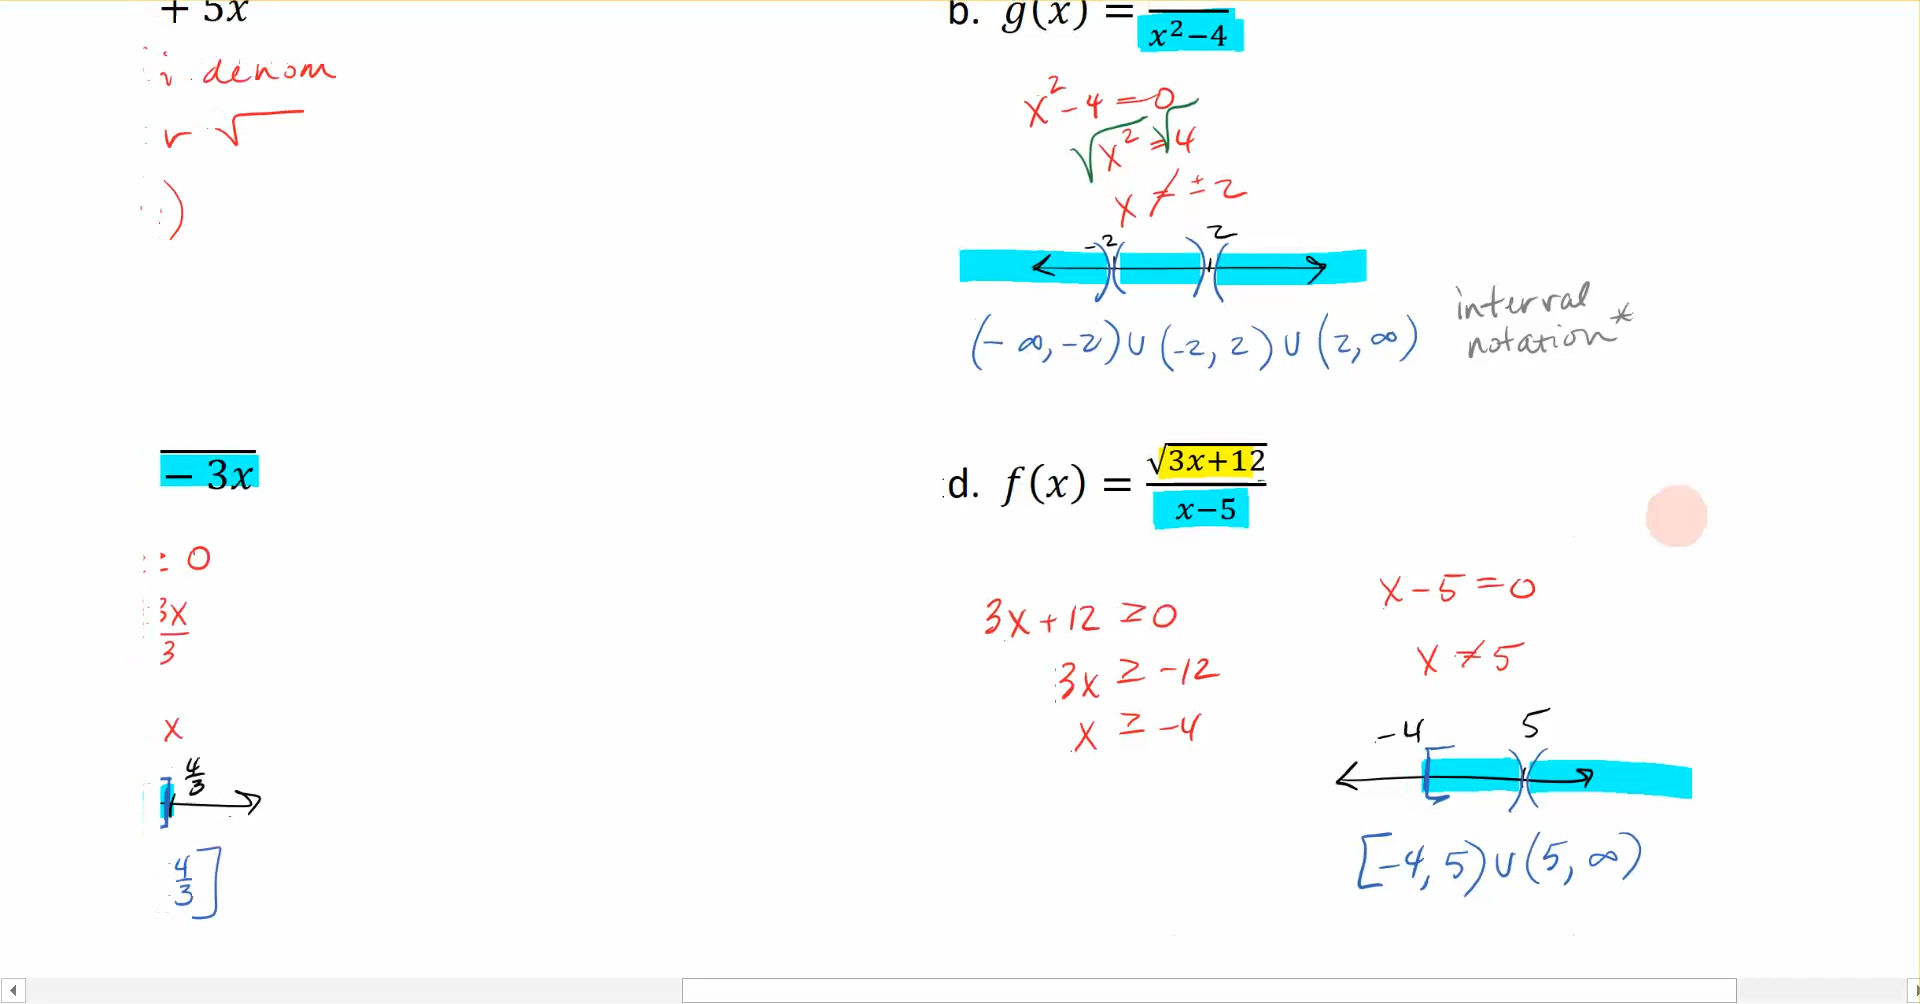 + 5x
denom
r √
)
b. g(x) =
x² − 4
x² - 4 = 0
√x² = √4
x ≠ ± 2
-2 2
(-∞, -2) ∪ (-2, 2) ∪ (2, ∞)
interval
notation*
− 3x
= 0
3x
3
x
4/3
4/3]
d. f(x) = √3x+12
x−5
3x + 12 ≥ 0
3x ≥ -12
x ≥ -4
x - 5 = 0
x ≠ 5
-4 5
[-4, 5) ∪ (5, ∞)